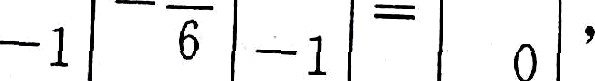 -1 | - — 6 | -1 | = | 0 | ,